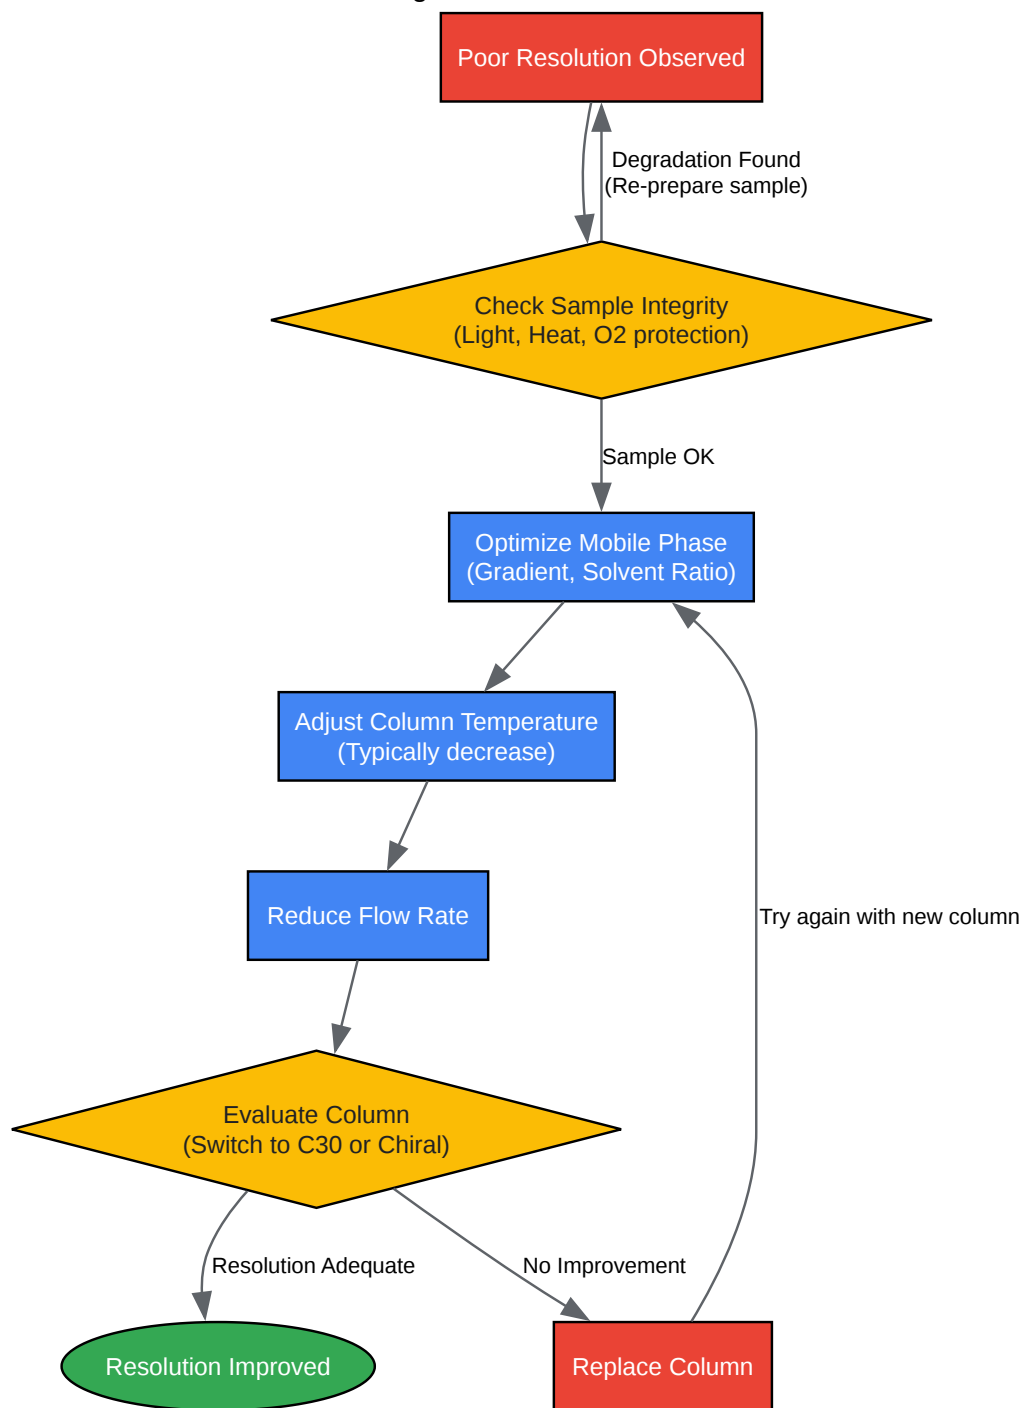 Poor Resolution Observed
Degradation Found
(Re-prepare sample)
Check Sample Integrity
(Light, Heat, O2 protection)
Sample OK
Optimize Mobile Phase
(Gradient, Solvent Ratio)
Adjust Column Temperature
(Typically decrease)
Reduce Flow Rate
Try again with new column
Evaluate Column
(Switch to C30 or Chiral)
Resolution Adequate
No Improvement
Resolution Improved
Replace Column